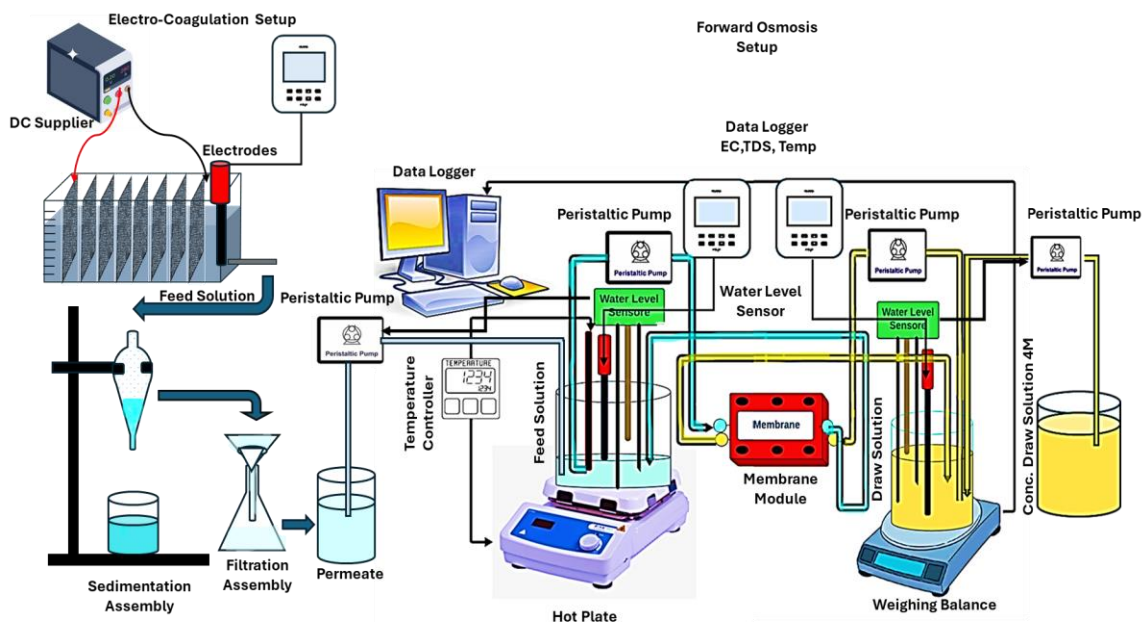 Electro-Coagulation Setup
Forward Osmosis
Setup
DC Supplier
Electrodes
Data Logger
EC,TDS, Temp
Data Logger
Peristaltic Pump
Peristaltic Pump
Peristaltic Pump
Peristaltic Pump
Peristaltic Pump
Peristaltic Pump
Feed Solution
Peristaltic Pump
Water Level
Sensore
Water Level
Sensor
Water Level
Sensore
Peristaltic Pump
TEMPERATURE
1234
1234
Temperature
Controller
Feed Solution
Membrane
Draw Solution
Conc. Draw Solution 4M
Membrane
Module
Sedimentation
Assembly
Filtration
Assembly
Permeate
Hot Plate
Weighing Balance